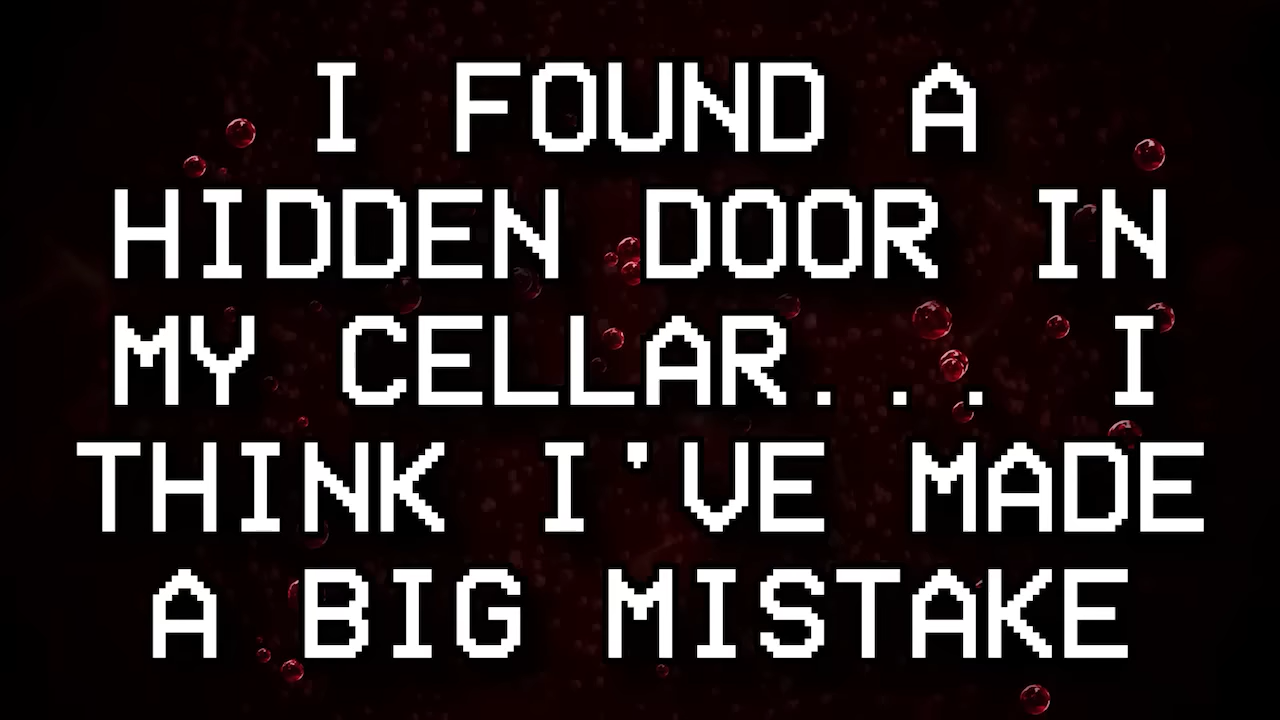 I FOUND A
HIDDEN DOOR IN
MY CELLAR... I
THINK I'VE MADE
A BIG MISTAKE